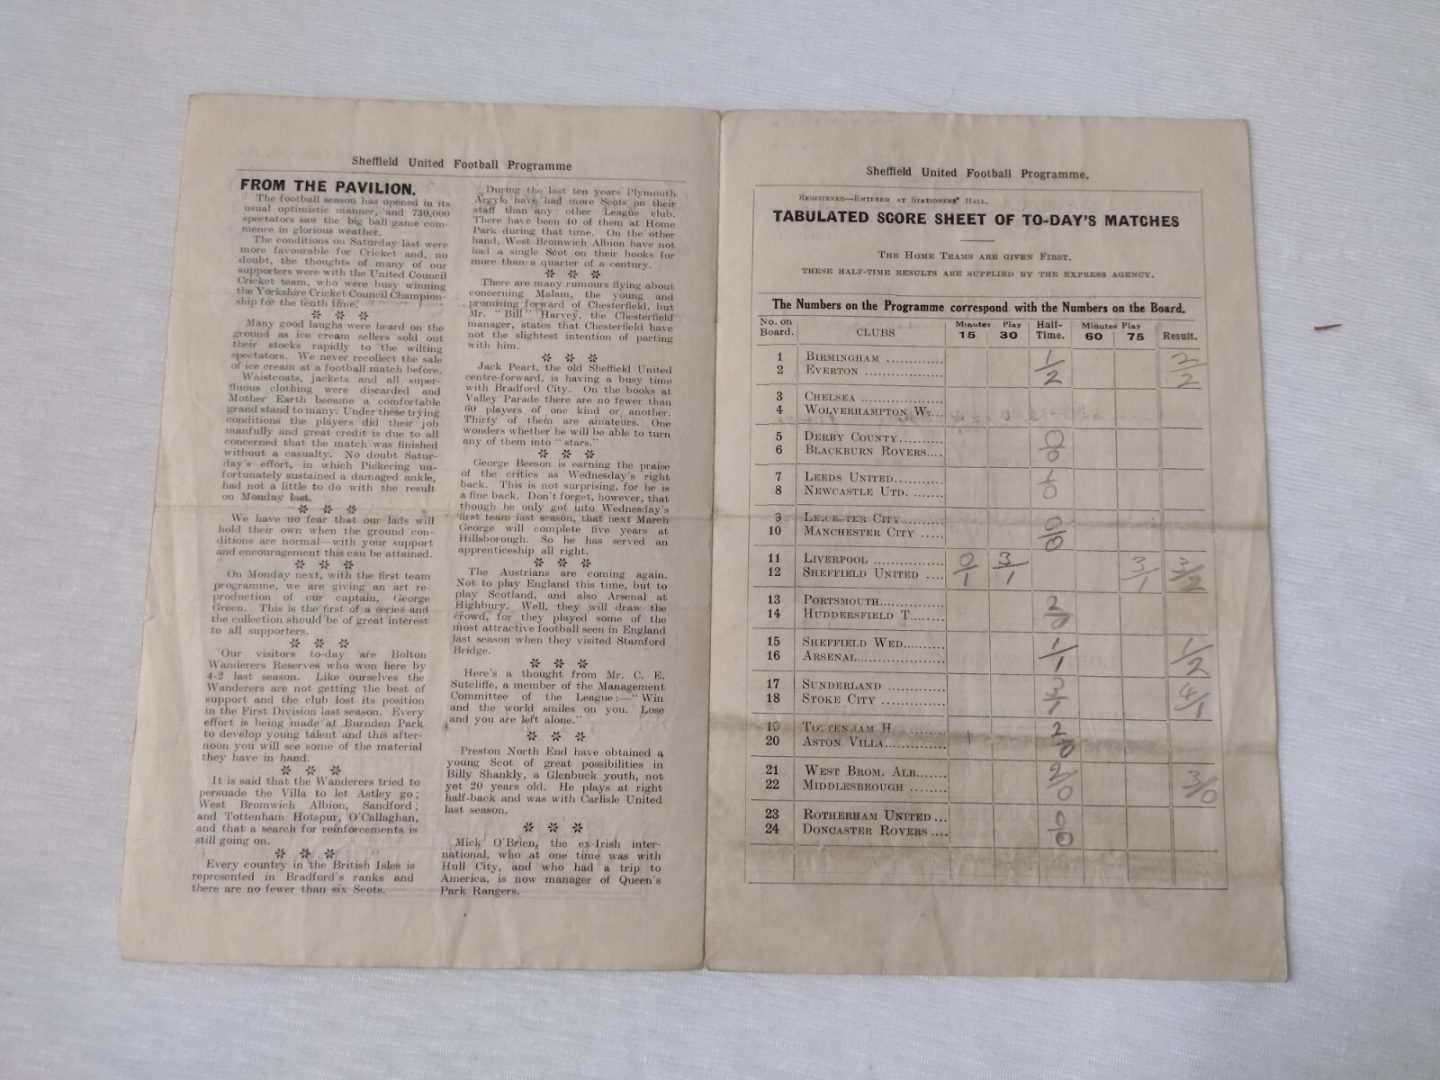 Sheffield United Football Programme
FROM THE PAVILION.
The football season has opened in its
usual optimistic manner, and 730,000
spectators saw the big ball game com-
mence in glorious weather.
The conditions on Saturday last were
more favourable for Cricket and, no
doubt, the thoughts of many of our
supporters were with the United Council
Cricket team, who were busy winning
the Yorkshire Cricket Council Champion-
ship for the tenth time.
* * *
Many good laughs were heard on the
ground as ice cream sellers sold out
their stocks rapidly to the wilting
spectators. We never recollect the sale
of ice cream at a football match before.
Waistcoats, jackets and all super-
fluous clothing were discarded and
Mother Earth became a comfortable
grand stand to many. Under these trying
conditions the players did their job
manfully and great credit is due to all
concerned that the match was finished
without a casualty. No doubt Satur-
day's effort, in which Pickering un-
fortunately sustained a damaged ankle,
had not a little to do with the result
on Monday last.
* * *
We have no fear that our lads will
hold their own when the ground con-
ditions are normal—with your support
and encouragement this can be attained.
* * *
On Monday next, with the first team
programme, we are giving an art re-
production of our captain, George
Green. This is the first of a series and
the collection should be of great interest
to all supporters.
* * *
Our visitors to-day are Bolton
Wanderers Reserves who won here by
4-2 last season. Like ourselves the
Wanderers are not getting the best of
support and the club lost its position
in the First Division last season. Every
effort is being made at Burnden Park
to develop young talent and this after-
noon you will see some of the material
they have in hand.
* * *
It is said that the Wanderers tried to
persuade the Villa to let Astley go;
West Bromwich Albion, Sandford;
and Tottenham Hotspur, O'Callaghan,
and that a search for reinforcements is
still going on.
* * *
Every country in the British Isles is
represented in Bradford's ranks and
there are no fewer than six Scots.
During the last ten years Plymouth
Argyle have had more Scots on their
staff than any other League club.
There have been 40 of them at Home
Park during that time. On the other
hand, West Bromwich Albion have not
had a single Scot on their books for
more than a quarter of a century.
* * *
There are many rumours flying about
concerning Malam, the young and
promising forward of Chesterfield, but
Mr. "Bill" Harvey, the Chesterfield
manager, states that Chesterfield have
not the slightest intention of parting
with him.
* * *
Jack Peart, the old Sheffield United
centre-forward, is having a busy time
with Bradford City. On the books at
Valley Parade there are no fewer than
60 players of one kind or another.
Thirty of them are amateurs. One
wonders whether he will be able to turn
any of them into "stars."
* * *
George Beeson is earning the praise
of the critics as Wednesday's right
back. This is not surprising, for he is
a fine back. Don't forget, however, that
though he only got into Wednesday's
first team last season, that next March
George will complete five years at
Hillsborough. So he has served an
apprenticeship all right.
* * *
The Austrians are coming again.
Not to play England this time, but to
play Scotland, and also Arsenal at
Highbury. Well, they will draw the
crowd, for they played some of the
most attractive football seen in England
last season when they visited Stamford
Bridge.
* * *
Here's a thought from Mr. C. E.
Sutcliffe, a member of the Management
Committee of the League:—"Win
and the world smiles on you. Lose
and you are left alone."
* * *
Preston North End have obtained a
young Scot of great possibilities in
Billy Shankly, a Glenbuck youth, not
yet 20 years old. He plays at right
half-back and was with Carlisle United
last season.
* * *
Mick O'Brien, the ex-Irish inter-
national, who at one time was with
Hull City, and who had a trip to
America, is now manager of Queen's
Park Rangers.
Sheffield United Football Programme.
REGISTERED—ENTERED AT STATIONERS' HALL.
TABULATED SCORE SHEET OF TO-DAY'S MATCHES
THE HOME TEAMS ARE GIVEN FIRST.
THESE HALF-TIME RESULTS ARE SUPPLIED BY THE EXPRESS AGENCY.
The Numbers on the Programme correspond with the Numbers on the Board.
No. on Board. CLUBS Minutes Play 15 30 Half-Time. Minutes Play 60 75 Result.
1 BIRMINGHAM 1 2
2 EVERTON 2 2
3 CHELSEA
4 WOLVERHAMPTON W.
5 DERBY COUNTY 0
6 BLACKBURN ROVERS 0
7 LEEDS UNITED
8 NEWCASTLE UTD. 0
9 LEICESTER CITY 0
10 MANCHESTER CITY 0
11 LIVERPOOL 0 3 3 3
12 SHEFFIELD UNITED 1 1 1 2
13 PORTSMOUTH 2
14 HUDDERSFIELD T. 0
15 SHEFFIELD WED. 1 1
16 ARSENAL 1 2
17 SUNDERLAND 4
18 STOKE CITY 1 1
19 TOTTENHAM H 2
20 ASTON VILLA 0
21 WEST BROM. ALB. 2 3
22 MIDDLESBROUGH 0 0
23 ROTHERHAM UNITED 0
24 DONCASTER ROVERS 0